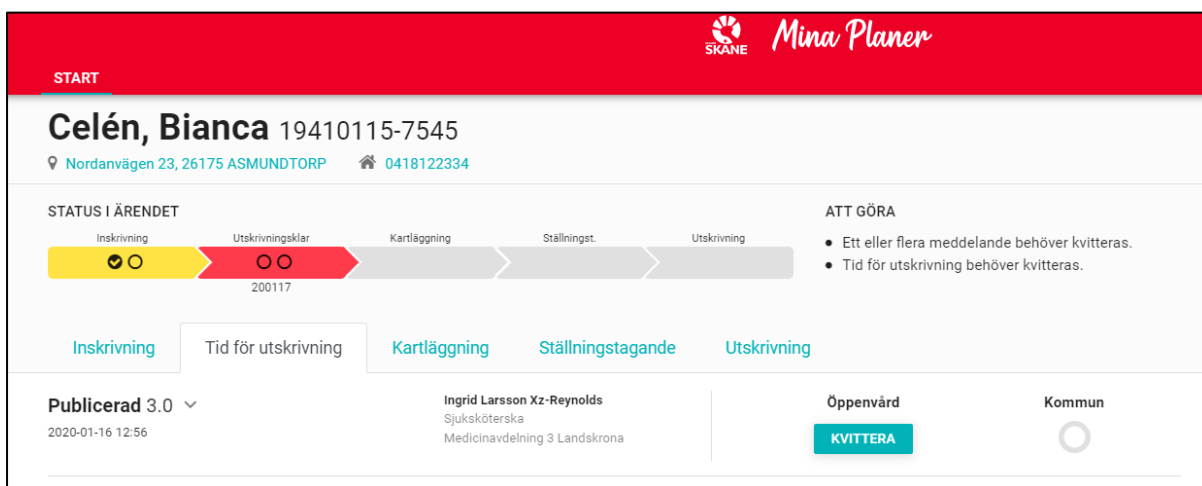 SKÅNE Mina Planer
START
Celén, Bianca 19410115-7545
Nordanvägen 23, 26175 ASMUNDTORP 0418122334
STATUS I ÄRENDET
Inskrivning Utskrivningsklar Kartläggning Ställningst. Utskrivning
200117
ATT GÖRA
• Ett eller flera meddelande behöver kvitteras.
• Tid för utskrivning behöver kvitteras.
Inskrivning Tid för utskrivning Kartläggning Ställningstagande Utskrivning
Publicerad 3.0
2020-01-16 12:56
Ingrid Larsson Xz-Reynolds
Sjuksköterska
Medicinavdelning 3 Landskrona
Öppenvård
KVITTERA
Kommun